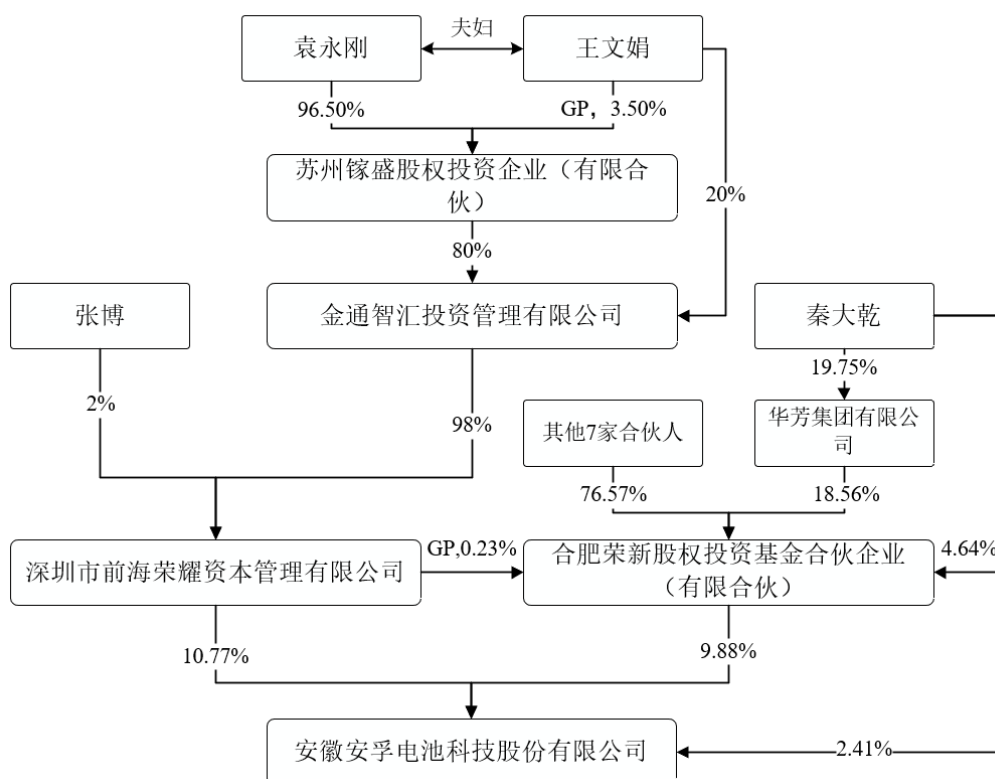 袁永刚
夫妇
王文娟
96.50%
GP，3.50%
苏州镓盛股权投资企业（有限合
伙）
20%
80%
张博
金通智汇投资管理有限公司
秦大乾
19.75%
2%
98%
其他7家合伙人
华芳集团有限公
司
76.57%
18.56%
深圳市前海荣耀资本管理有限公司
GP,0.23%
合肥荣新股权投资基金合伙企业
（有限合伙）
4.64%
10.77%
9.88%
安徽安孚电池科技股份有限公司
2.41%